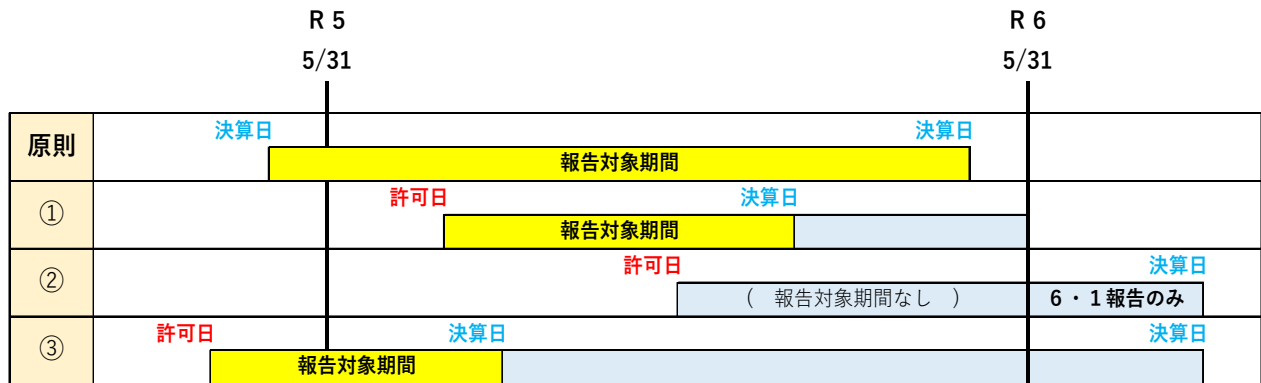 R 5
R 6
5/31
5/31
原則
決算日
決算日
報告対象期間
①
許可日
決算日
報告対象期間
②
許可日
決算日
( 報告対象期間なし )
6・1報告のみ
③
許可日
決算日
決算日
報告対象期間